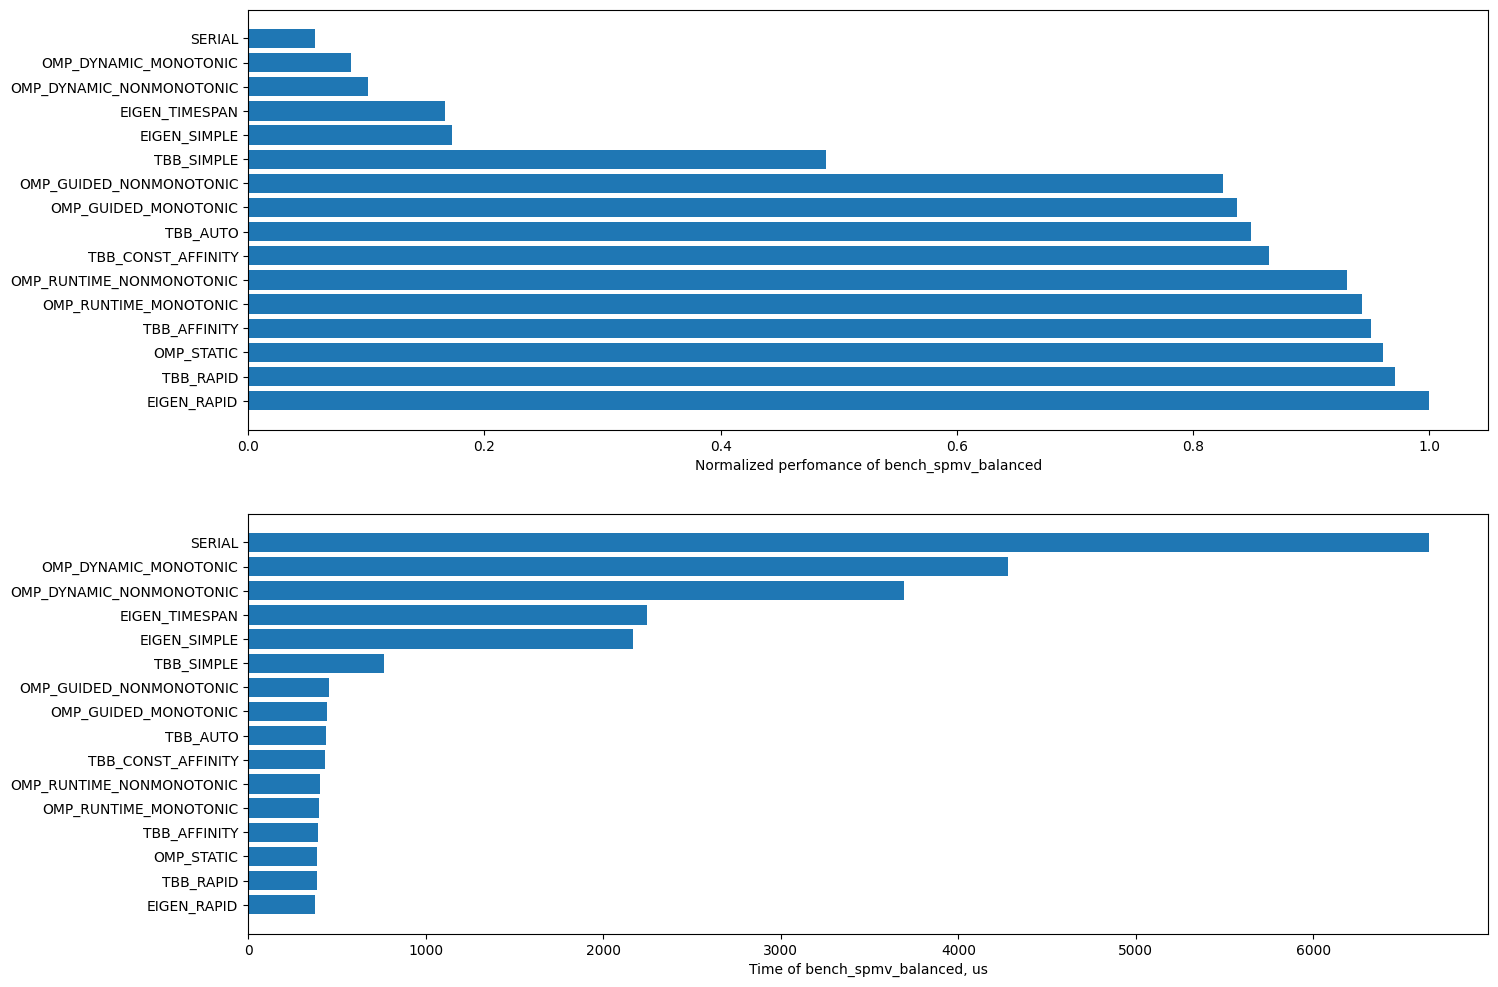 SERIAL
OMP_DYNAMIC_MONOTONIC
OMP_DYNAMIC_NONMONOTONIC
EIGEN_TIMESPAN
EIGEN_SIMPLE
TBB_SIMPLE
OMP_GUIDED_NONMONOTONIC
OMP_GUIDED_MONOTONIC
TBB_AUTO
TBB_CONST_AFFINITY
OMP_RUNTIME_NONMONOTONIC
OMP_RUNTIME_MONOTONIC
TBB_AFFINITY
OMP_STATIC
TBB_RAPID
EIGEN_RAPID
0.0 0.2 0.4 0.6 0.8 1.0
Normalized perfomance of bench_spmv_balanced
SERIAL
OMP_DYNAMIC_MONOTONIC
OMP_DYNAMIC_NONMONOTONIC
EIGEN_TIMESPAN
EIGEN_SIMPLE
TBB_SIMPLE
OMP_GUIDED_NONMONOTONIC
OMP_GUIDED_MONOTONIC
TBB_AUTO
TBB_CONST_AFFINITY
OMP_RUNTIME_NONMONOTONIC
OMP_RUNTIME_MONOTONIC
TBB_AFFINITY
OMP_STATIC
TBB_RAPID
EIGEN_RAPID
0 1000 2000 3000 4000 5000 6000
Time of bench_spmv_balanced, us